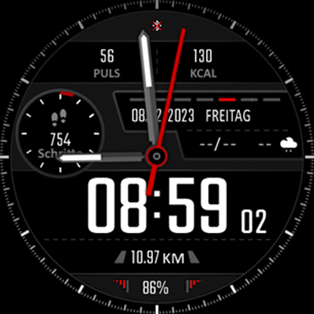 56 130
PULS KCAL
2023 FREITAG
754
Schritte
--/-- --
08:59 02
10.97 KM
86%